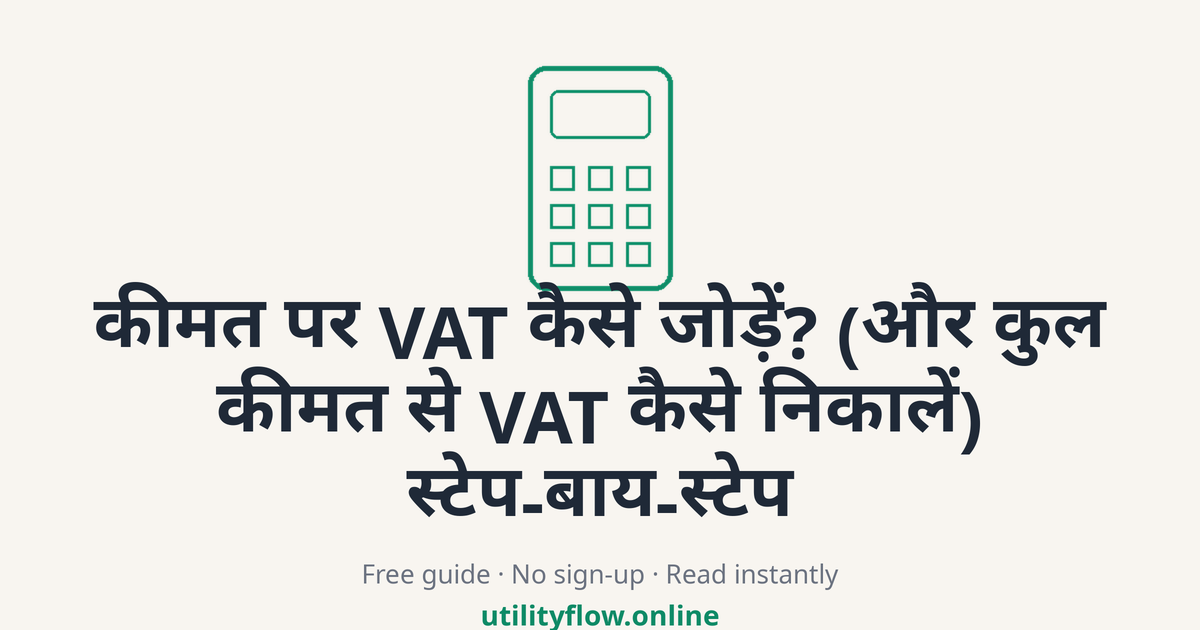 कीमत पर VAT कैसे जोड़ें? (और कुल
कीमत से VAT कैसे निकालें)
स्टेप-बाय-स्टेप
Free guide · No sign-up · Read instantly
utilityflow.online